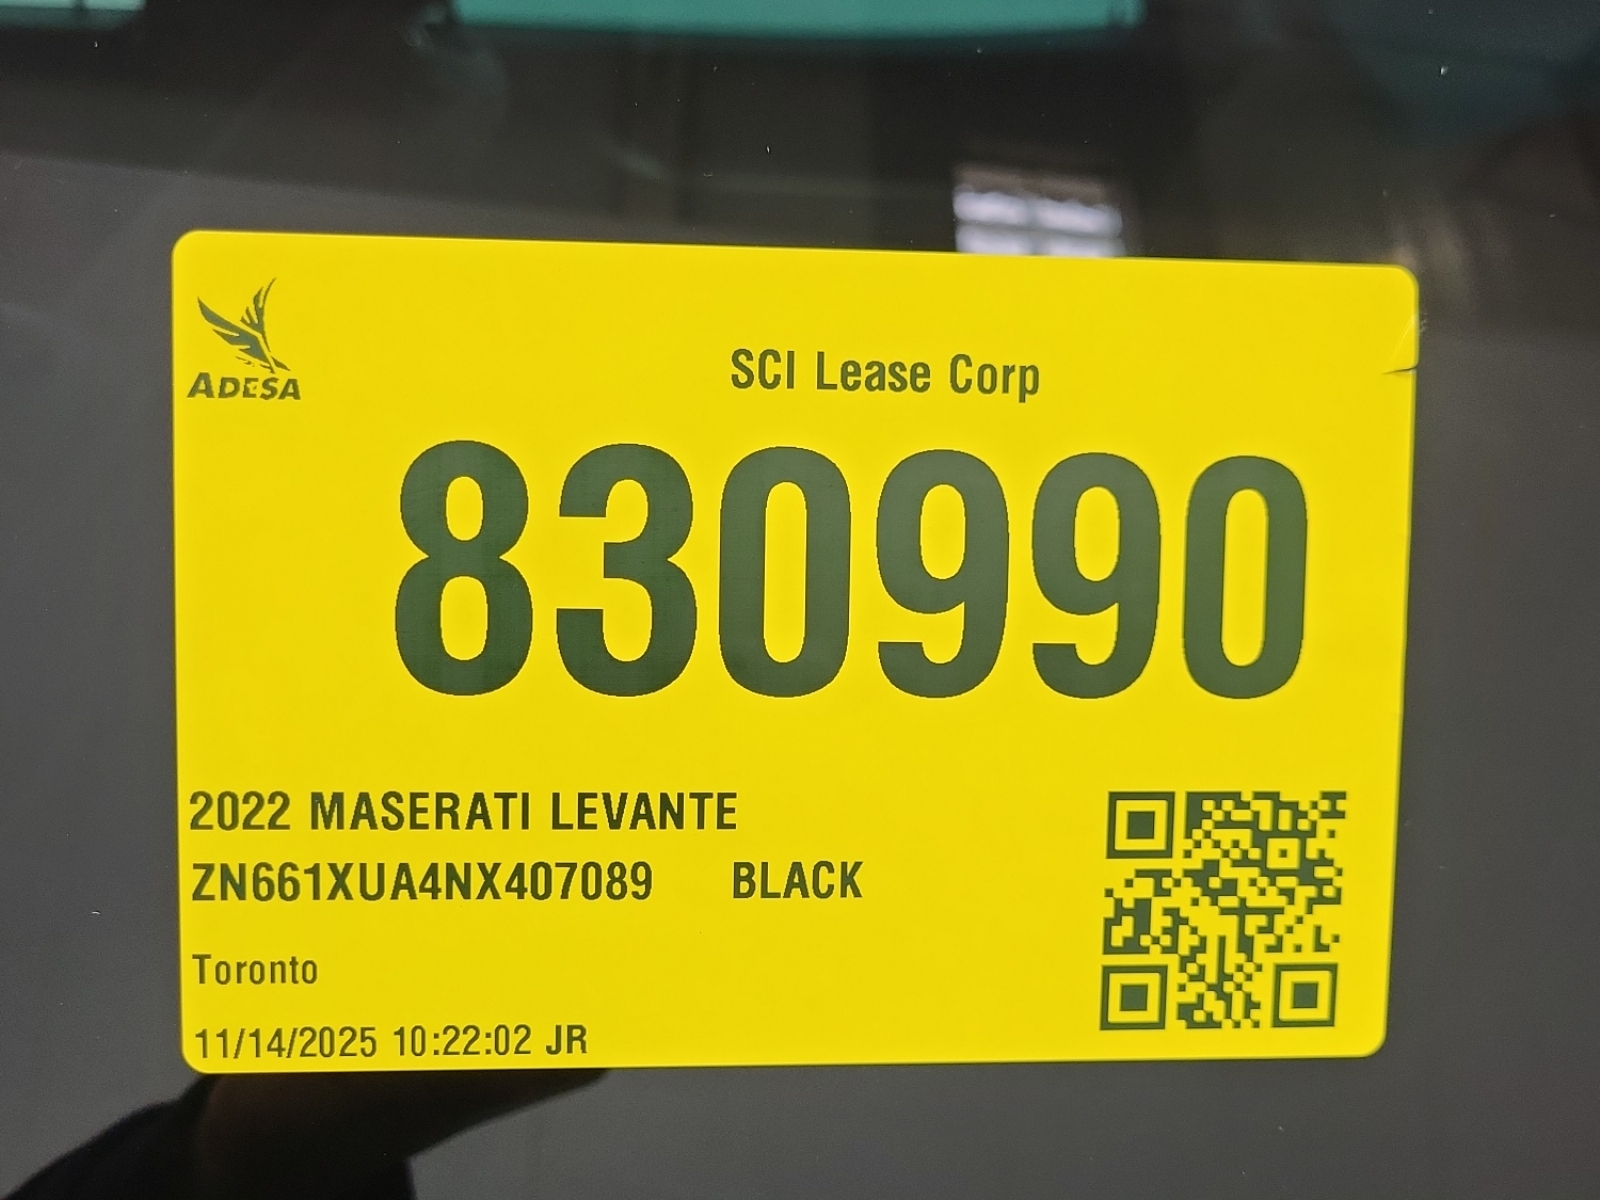 ADESA
SCI Lease Corp
830990
2022 MASERATI LEVANTE
ZN661XUA4NX407089 BLACK
Toronto
11/14/2025 10:22:02 JR